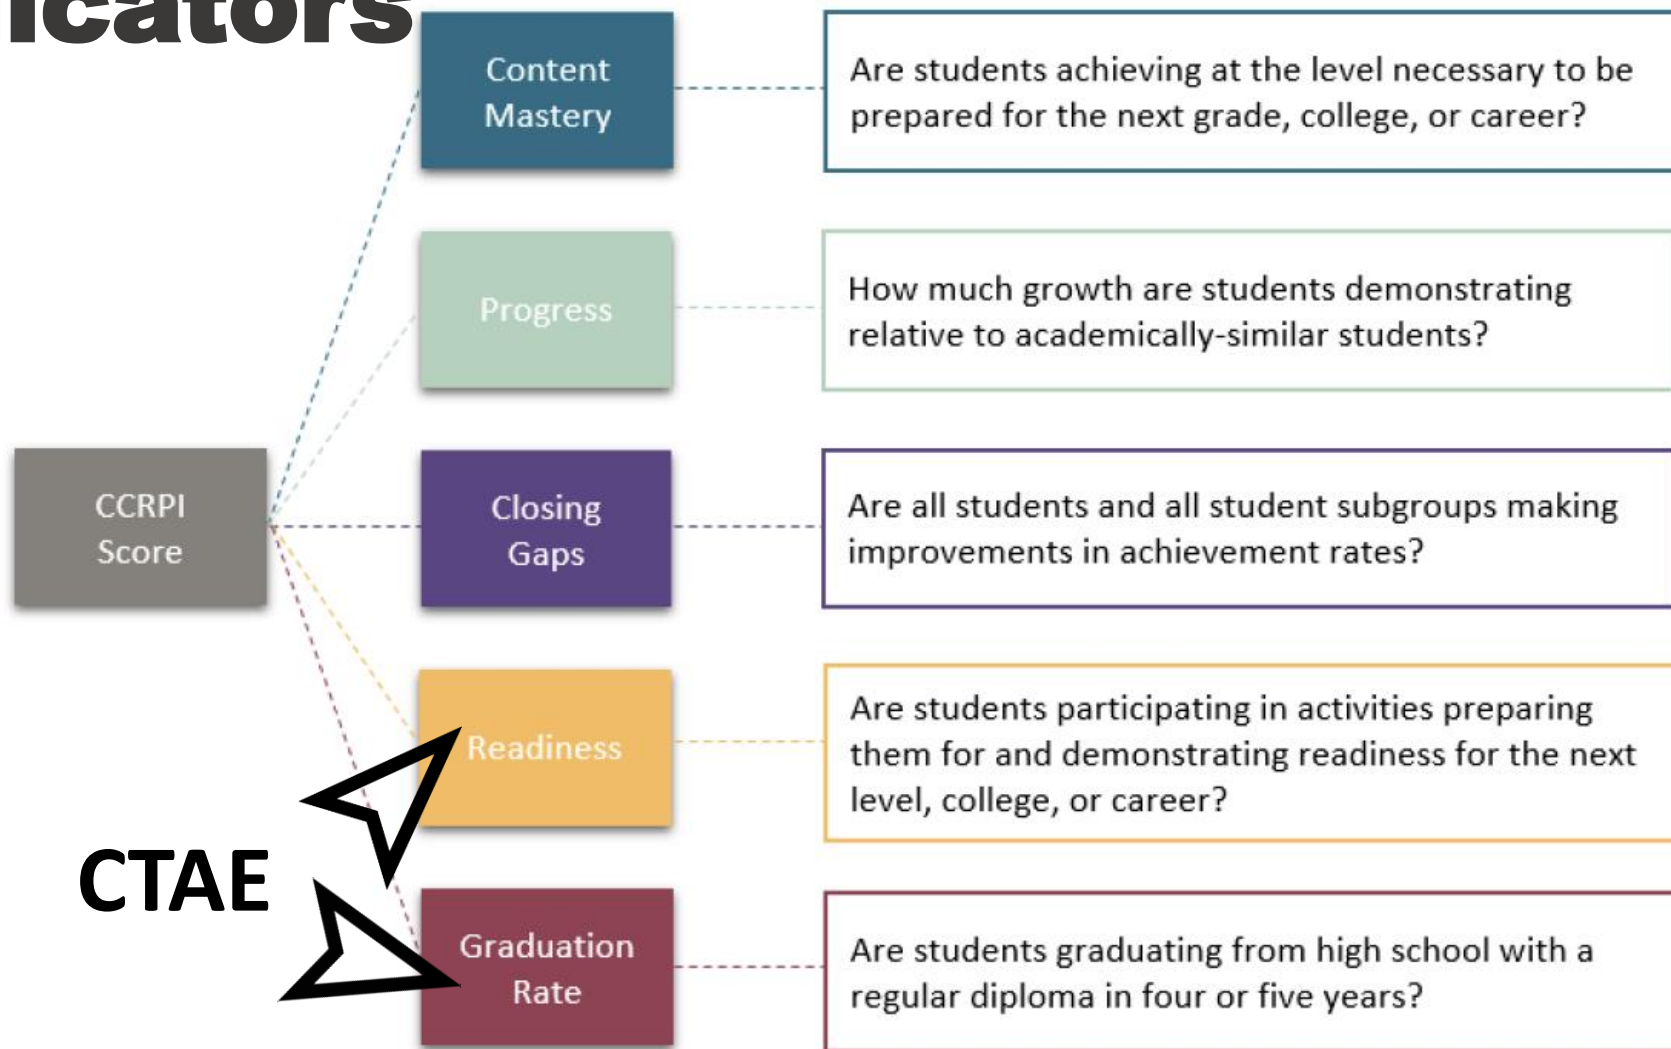 icators
Content
Mastery
Are students achieving at the level necessary to be
prepared for the next grade, college, or career?
Progress
How much growth are students demonstrating
relative to academically-similar students?
CCRPI
Score
Closing
Gaps
Are all students and all student subgroups making
improvements in achievement rates?
Readiness
Are students participating in activities preparing
them for and demonstrating readiness for the next
level, college, or career?
CTAE
Graduation
Rate
Are students graduating from high school with a
regular diploma in four or five years?